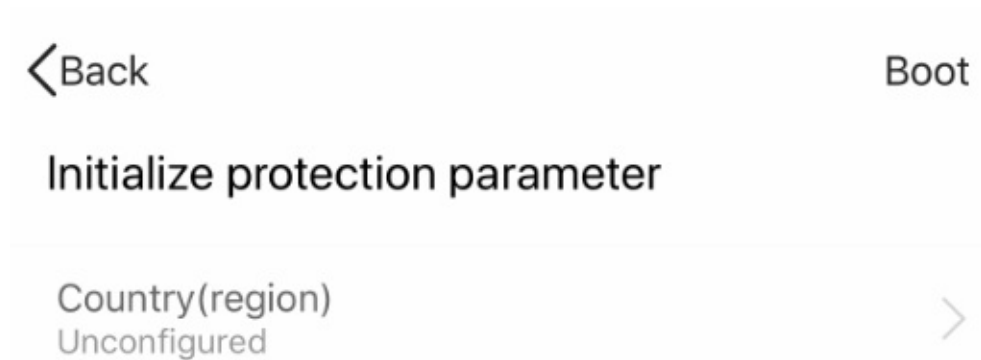 Back
Boot
Initialize protection parameter
Country(region)
Unconfigured